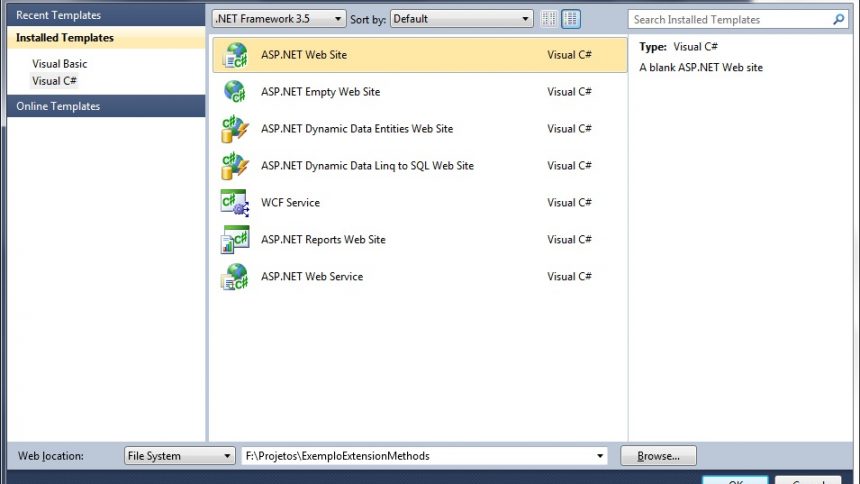 Recent Templates
Installed Templates
Visual Basic
Visual C#
Online Templates
.NET Framework 3.5
Sort by: Default
ASP.NET Web Site Visual C#
ASP.NET Empty Web Site Visual C#
ASP.NET Dynamic Data Entities Web Site Visual C#
ASP.NET Dynamic Data Linq to SQL Web Site Visual C#
WCF Service Visual C#
ASP.NET Reports Web Site Visual C#
ASP.NET Web Service Visual C#
Search Installed Templates
Type: Visual C#
A blank ASP.NET Web site
Web location: File System F:\Projetos\ExemploExtensionMethods Browse...
OK Cancel